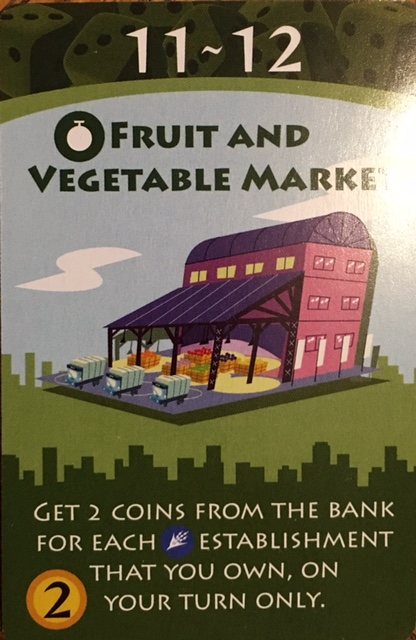 11~12
FRUIT AND
VEGETABLE MARKET
GET 2 COINS FROM THE BANK
FOR EACH ESTABLISHMENT
THAT YOU OWN, ON
2 YOUR TURN ONLY.